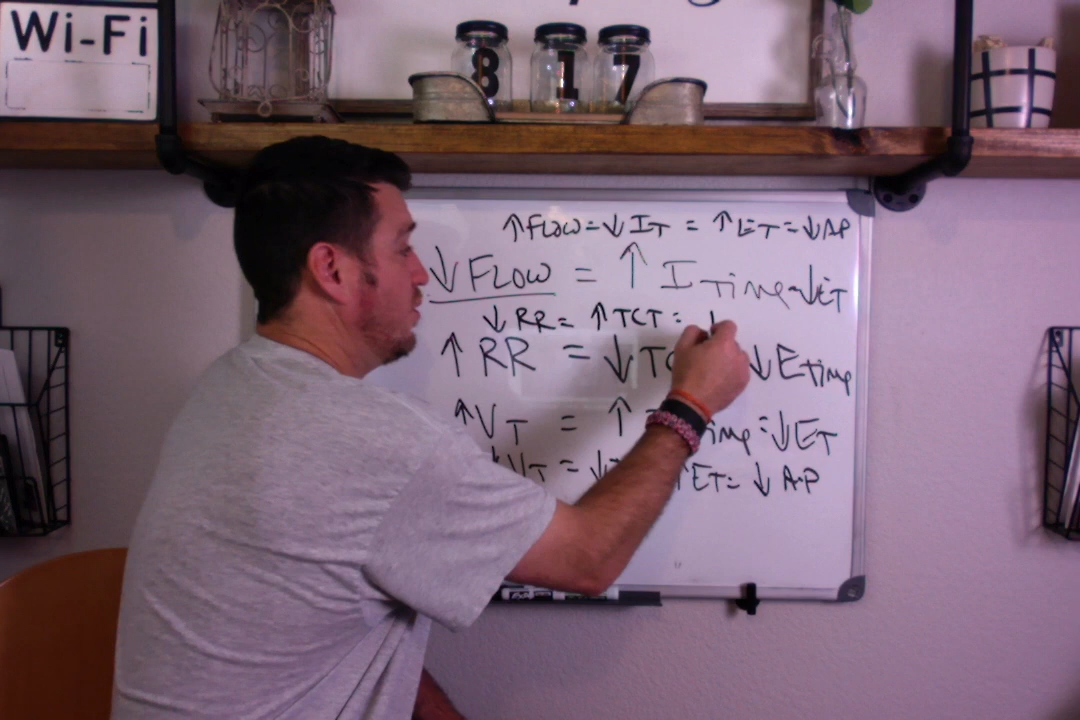 Wi-Fi
8 1 7
↑FLOW=↓IT = ↑ET=↓AP
↓FLOW = ↑ ITime=↓ET
↓RR= ↑TCT=
↑RR = ↓ ↓ETime
↑VT = ↑ =↓ET
↓VT = ↓ ↑ET= ↓A.P